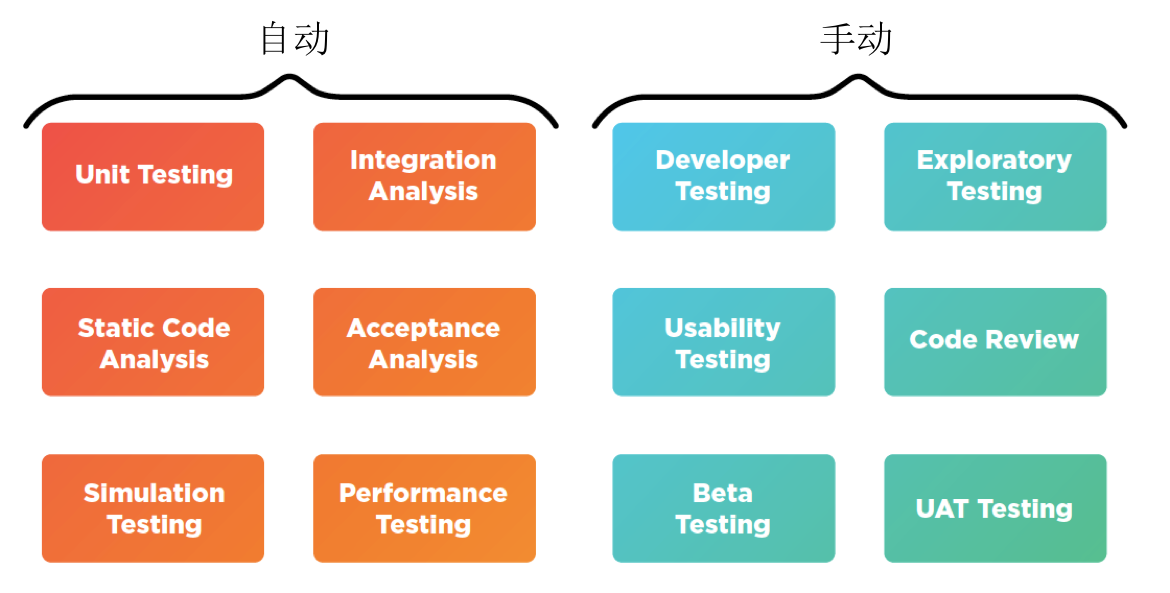 自动
手动
Unit Testing
Integration
Analysis
Developer
Testing
Exploratory
Testing
Static Code
Analysis
Acceptance
Analysis
Usability
Testing
Code Review
Simulation
Testing
Performance
Testing
Beta
Testing
UAT Testing